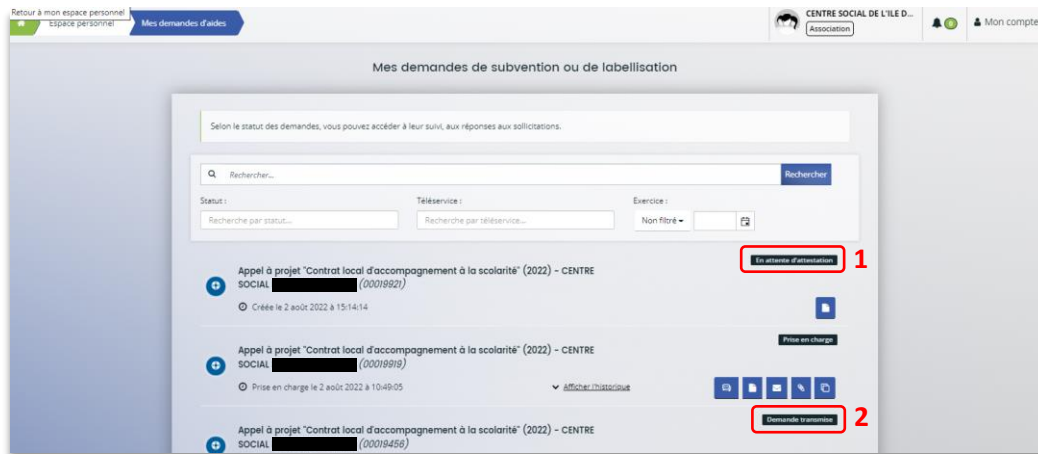 Retour à mon espace personnel
Espace personnel
Mes demandes d'aides
CENTRE SOCIAL DE L'ILE D...
Association
0
Mon compte
Mes demandes de subvention ou de labellisation
Selon le statut des demandes, vous pouvez accéder à leur suivi, aux réponses aux sollicitations.
Rechercher...
Rechercher
Statut :
Téléservice :
Exercice :
Recherche par statut...
Recherche par téléservice...
Non filtré
En attente d'attestation
1
Appel à projet "Contrat local d'accompagnement à la scolarité" (2022) - CENTRE
SOCIAL (00019921)
Créée le 2 août 2022 à 15:14:14
Prise en charge
Appel à projet "Contrat local d'accompagnement à la scolarité" (2022) - CENTRE
SOCIAL (00019919)
Prise en charge le 2 août 2022 à 10:49:05
Afficher l'historique
Demande transmise
2
Appel à projet "Contrat local d'accompagnement à la scolarité" (2022) - CENTRE
SOCIAL (00019456)